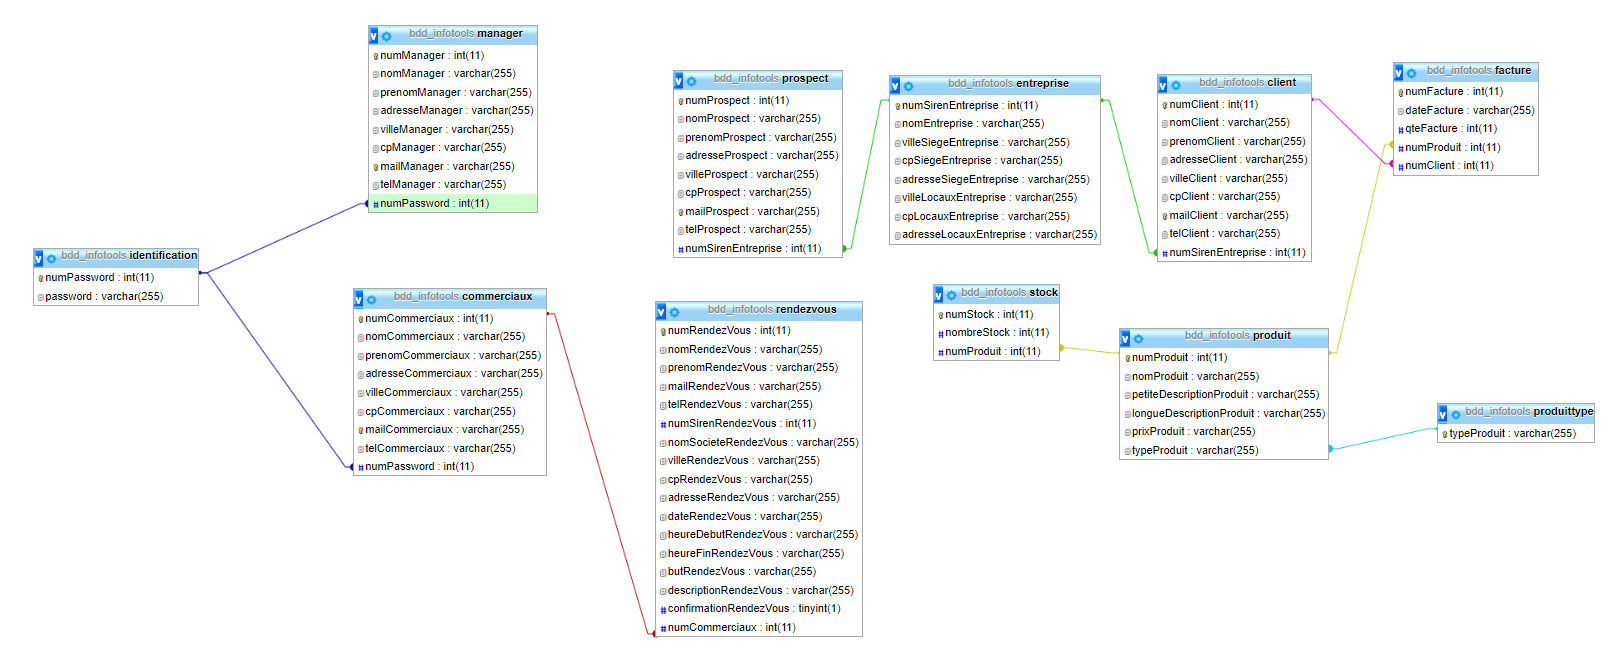 bdd_infotools manager
numManager : int(11)
nomManager : varchar(255)
prenomManager : varchar(255)
adresseManager : varchar(255)
villeManager : varchar(255)
cpManager : varchar(255)
mailManager : varchar(255)
telManager : varchar(255)
numPassword : int(11)
bdd_infotools identification
numPassword : int(11)
password : varchar(255)
bdd_infotools commerciaux
numCommerciaux : int(11)
nomCommerciaux : varchar(255)
prenomCommerciaux : varchar(255)
adresseCommerciaux : varchar(255)
villeCommerciaux : varchar(255)
cpCommerciaux : varchar(255)
mailCommerciaux : varchar(255)
telCommerciaux : varchar(255)
numPassword : int(11)
bdd_infotools prospect
numProspect : int(11)
nomProspect : varchar(255)
prenomProspect : varchar(255)
adresseProspect : varchar(255)
villeProspect : varchar(255)
cpProspect : varchar(255)
mailProspect : varchar(255)
telProspect : varchar(255)
numSirenEntreprise : int(11)
bdd_infotools entreprise
numSirenEntreprise : int(11)
nomEntreprise : varchar(255)
villeSiegeEntreprise : varchar(255)
cpSiegeEntreprise : varchar(255)
adresseSiegeEntreprise : varchar(255)
villeLocauxEntreprise : varchar(255)
cpLocauxEntreprise : varchar(255)
adresseLocauxEntreprise : varchar(255)
bdd_infotools client
numClient : int(11)
nomClient : varchar(255)
prenomClient : varchar(255)
adresseClient : varchar(255)
villeClient : varchar(255)
cpClient : varchar(255)
mailClient : varchar(255)
telClient : varchar(255)
numSirenEntreprise : int(11)
bdd_infotools facture
numFacture : int(11)
dateFacture : varchar(255)
qteFacture : int(11)
numProduit : int(11)
numClient : int(11)
bdd_infotools rendezvous
numRendezVous : int(11)
nomRendezVous : varchar(255)
prenomRendezVous : varchar(255)
mailRendezVous : varchar(255)
telRendezVous : varchar(255)
numSirenRendezVous : int(11)
nomSocieteRendezVous : varchar(255)
villeRendezVous : varchar(255)
cpRendezVous : varchar(255)
adresseRendezVous : varchar(255)
dateRendezVous : varchar(255)
heureDebutRendezVous : varchar(255)
heureFinRendezVous : varchar(255)
butRendezVous : varchar(255)
descriptionRendezVous : varchar(255)
confirmationRendezVous : tinyint(1)
numCommerciaux : int(11)
bdd_infotools stock
numStock : int(11)
nombreStock : int(11)
numProduit : int(11)
bdd_infotools produit
numProduit : int(11)
nomProduit : varchar(255)
petiteDescriptionProduit : varchar(255)
longueDescriptionProduit : varchar(255)
prixProduit : varchar(255)
typeProduit : varchar(255)
bdd_infotools produittype
typeProduit : varchar(255)